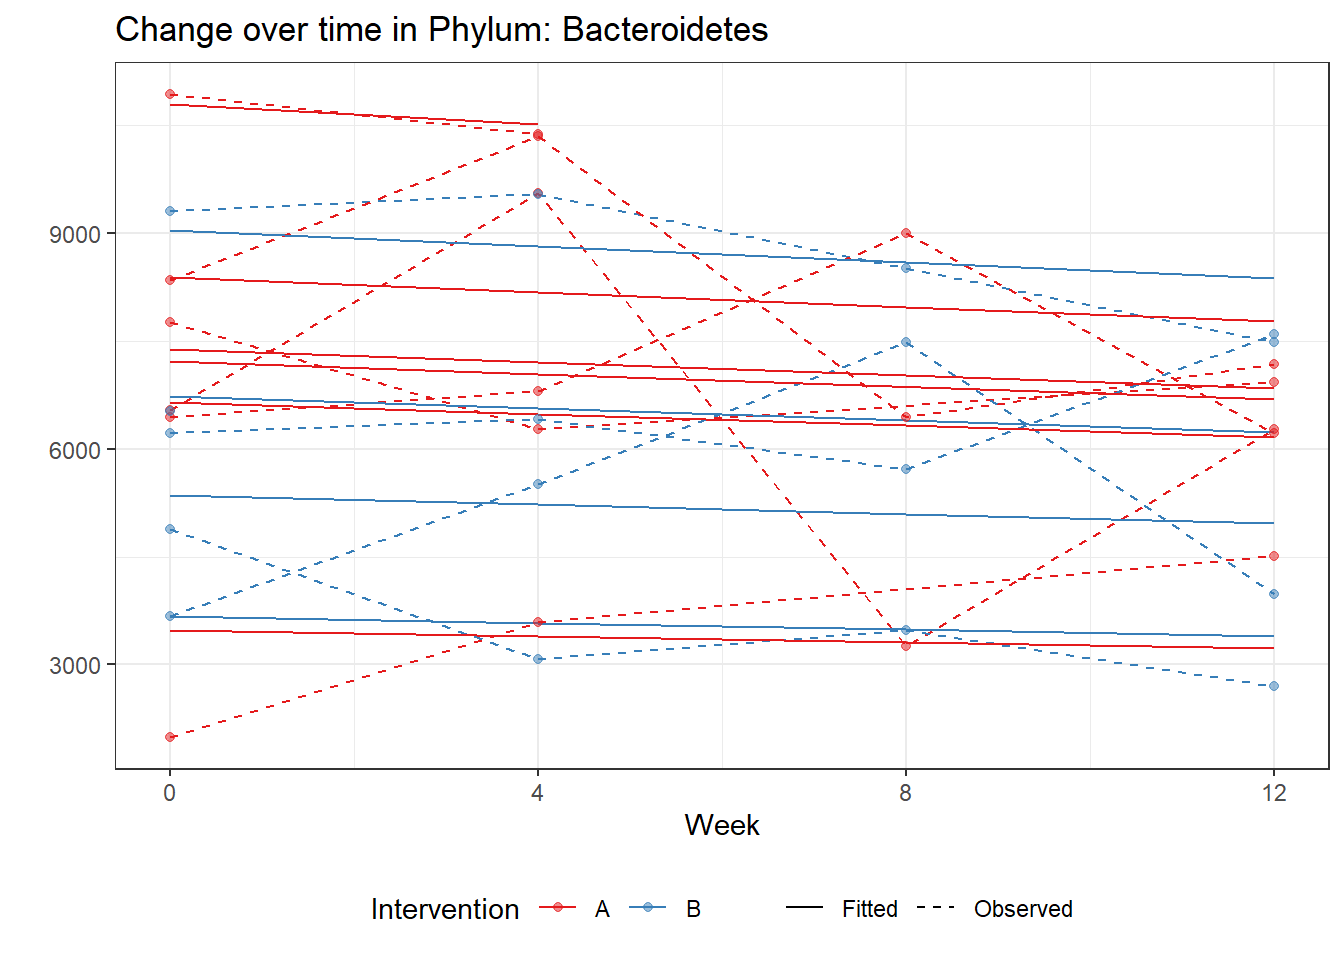 Change over time in Phylum: Bacteroidetes
9000
6000
3000
0 4 8 12
Week
Intervention A B Fitted Observed